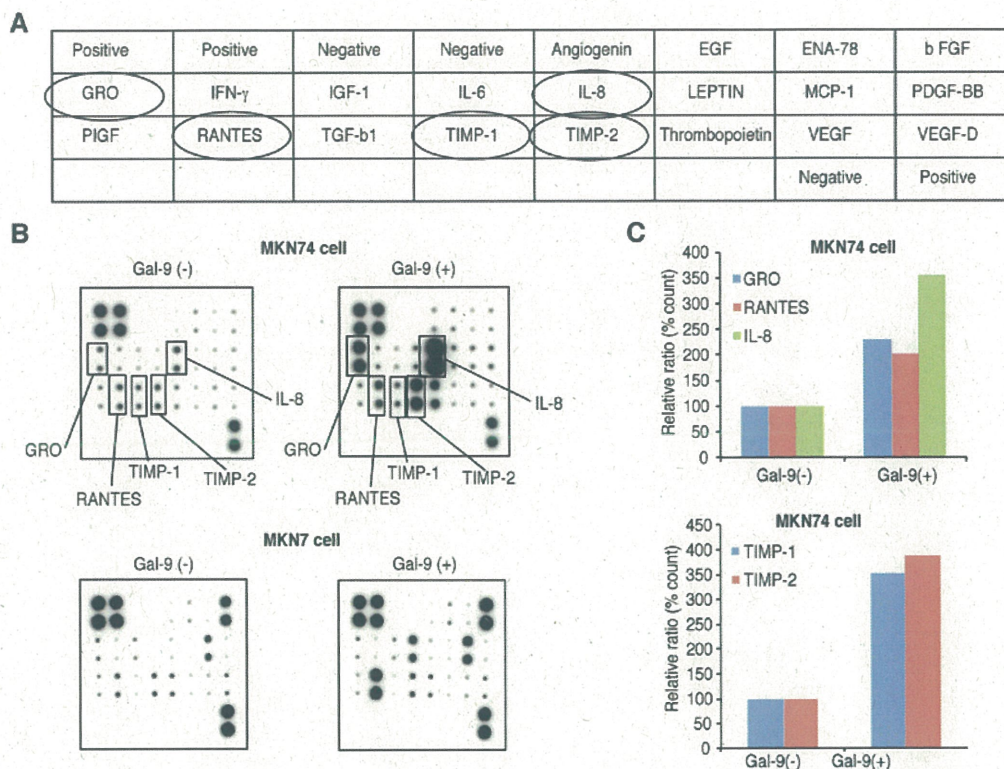 A
Positive Positive Negative Negative Angiogenin EGF ENA-78 b FGF
GRO IFN-γ IGF-1 IL-6 IL-8 LEPTIN MCP-1 PDGF-BB
PIGF RANTES TGF-b1 TIMP-1 TIMP-2 Thrombopoietin VEGF VEGF-D
Negative Positive
B
MKN74 cell
Gal-9 (-) Gal-9 (+)
IL-8
IL-8
GRO
GRO
TIMP-1
TIMP-2
RANTES
TIMP-1
TIMP-2
RANTES
MKN7 cell
Gal-9 (-) Gal-9 (+)
C
MKN74 cell
Relative ratio (% count)
400
350
300
250
200
150
100
50
0
GRO
RANTES
IL-8
Gal-9(-) Gal-9(+)
MKN74 cell
Relative ratio (% count)
450
400
350
300
250
200
150
100
50
0
TIMP-1
TIMP-2
Gal-9(-) Gal-9(+)